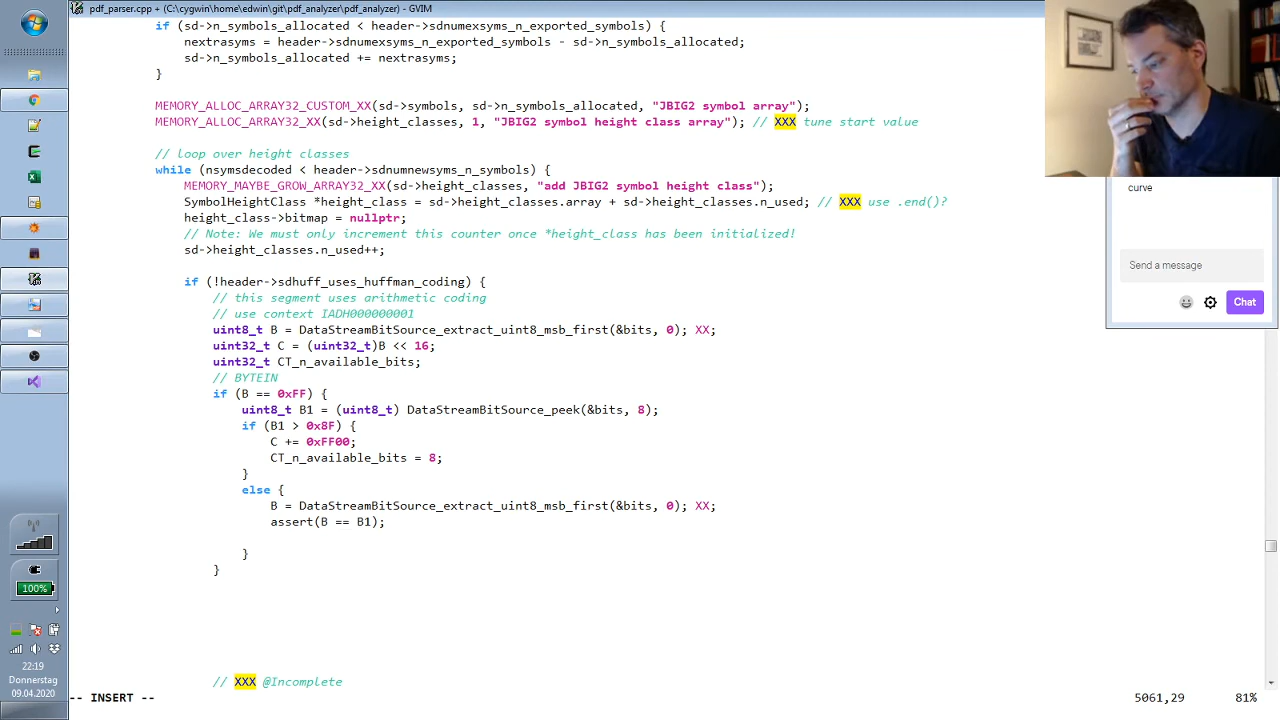 pdf_parser.cpp + (C:\cygwin\home\edwin\git\pdf_analyzer\pdf_analyzer) - GVIM
if (sd->n_symbols_allocated < header->sdnumexsyms_n_exported_symbols) {
nextrasyms = header->sdnumexsyms_n_exported_symbols - sd->n_symbols_allocated;
sd->n_symbols_allocated += nextrasyms;
}
MEMORY_ALLOC_ARRAY32_CUSTOM_XX(sd->symbols, sd->n_symbols_allocated, "JBIG2 symbol array");
MEMORY_ALLOC_ARRAY32_XX(sd->height_classes, 1, "JBIG2 symbol height class array"); // XXX tune start value
// loop over height classes
while (nsymsdecoded < header->sdnumnewsyms_n_symbols) {
MEMORY_MAYBE_GROW_ARRAY32_XX(sd->height_classes, "add JBIG2 symbol height class");
SymbolHeightClass *height_class = sd->height_classes.array + sd->height_classes.n_used; // XXX use .end()?
height_class->bitmap = nullptr;
// Note: We must only increment this counter once *height_class has been initialized!
sd->height_classes.n_used++;
if (!header->sdhuff_uses_huffman_coding) {
// this segment uses arithmetic coding
// use context IADH000000001
uint8_t B = DataStreamBitSource_extract_uint8_msb_first(&bits, 0); XX;
uint32_t C = (uint32_t)B << 16;
uint32_t CT_n_available_bits;
// BYTEIN
if (B == 0xFF) {
uint8_t B1 = (uint8_t) DataStreamBitSource_peek(&bits, 8);
if (B1 > 0x8F) {
C += 0xFF00;
CT_n_available_bits = 8;
}
else {
B = DataStreamBitSource_extract_uint8_msb_first(&bits, 0); XX;
assert(B == B1);
}
}
// XXX @Incomplete
-- INSERT --
5061,29
81%
curve
Send a message
Chat
100%
22:19
Donnerstag
09.04.2020